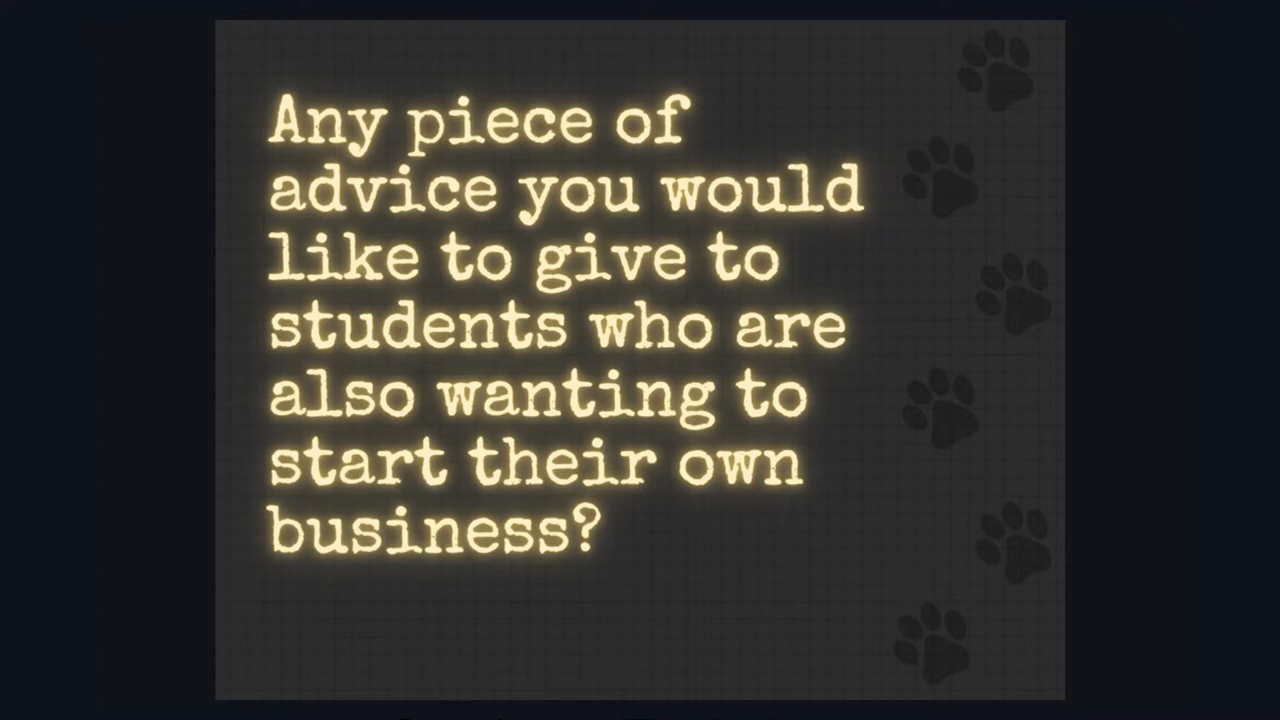 Any piece of
advice you would
like to give to
students who are
also wanting to
start their own
business?